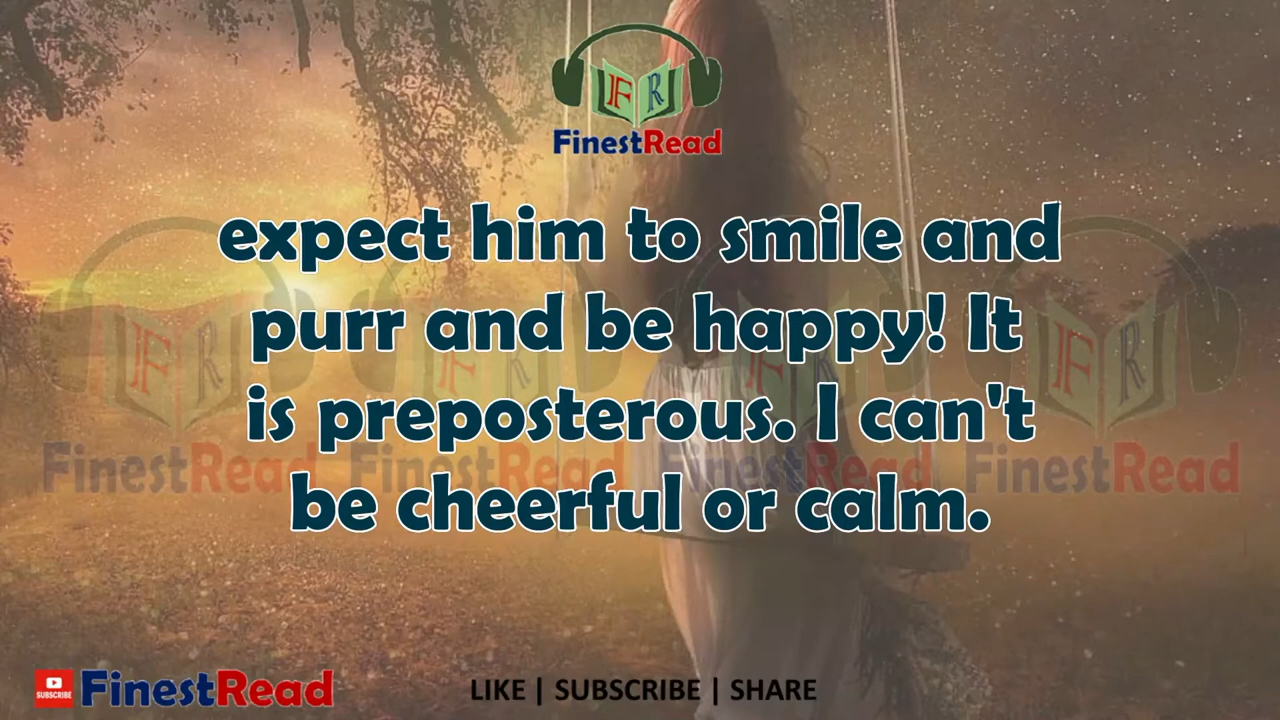 F R
FinestRead
expect him to smile and
purr and be happy! It
is preposterous. I can't
be cheerful or calm.
F R F R F R F R
FinestRead FinestRead FinestRead FinestRead
SUBSCRIBE FinestRead LIKE | SUBSCRIBE | SHARE